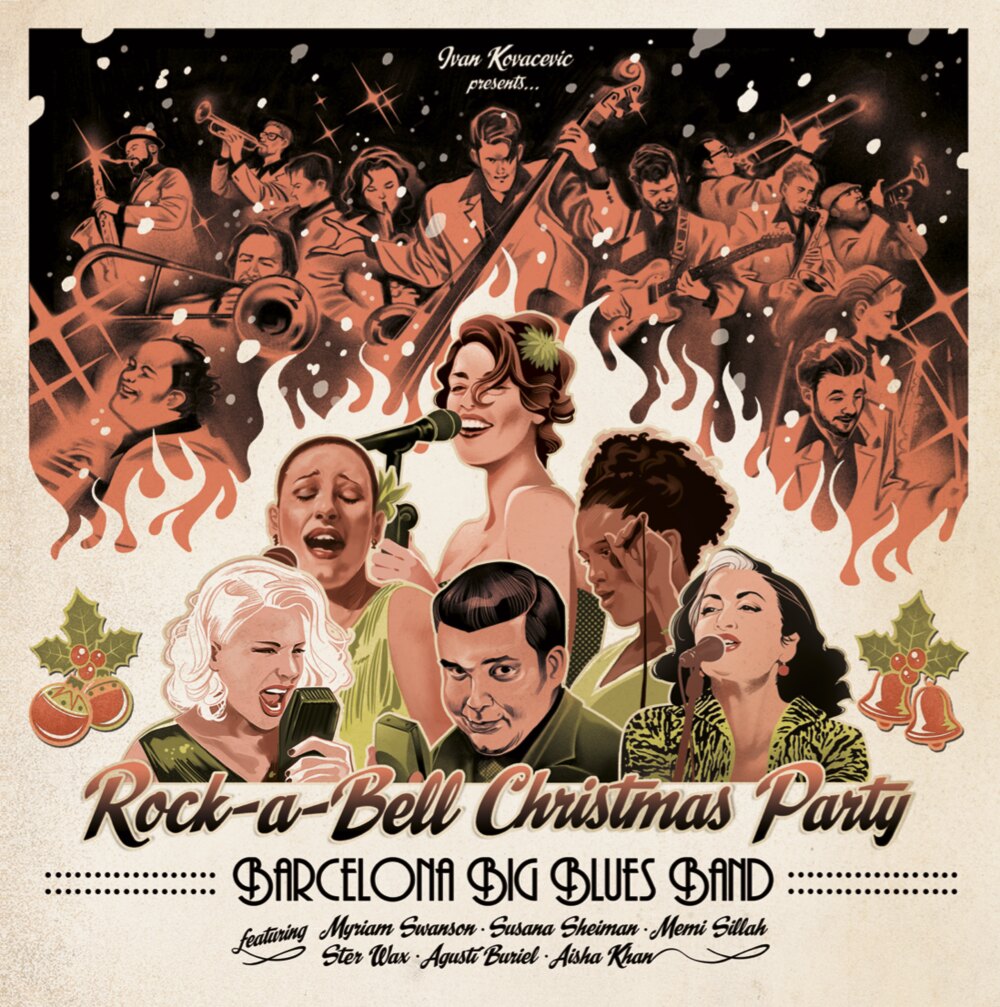 Ivan Kovacevic
presents...
Rock-a-Bell Christmas Party
BARCELONA BIG BLUES BAND
featuring Myriam Swanson · Susana Sheiman · Memi Sillah
Ster Wax · Agustí Buriel · Aisha Khan